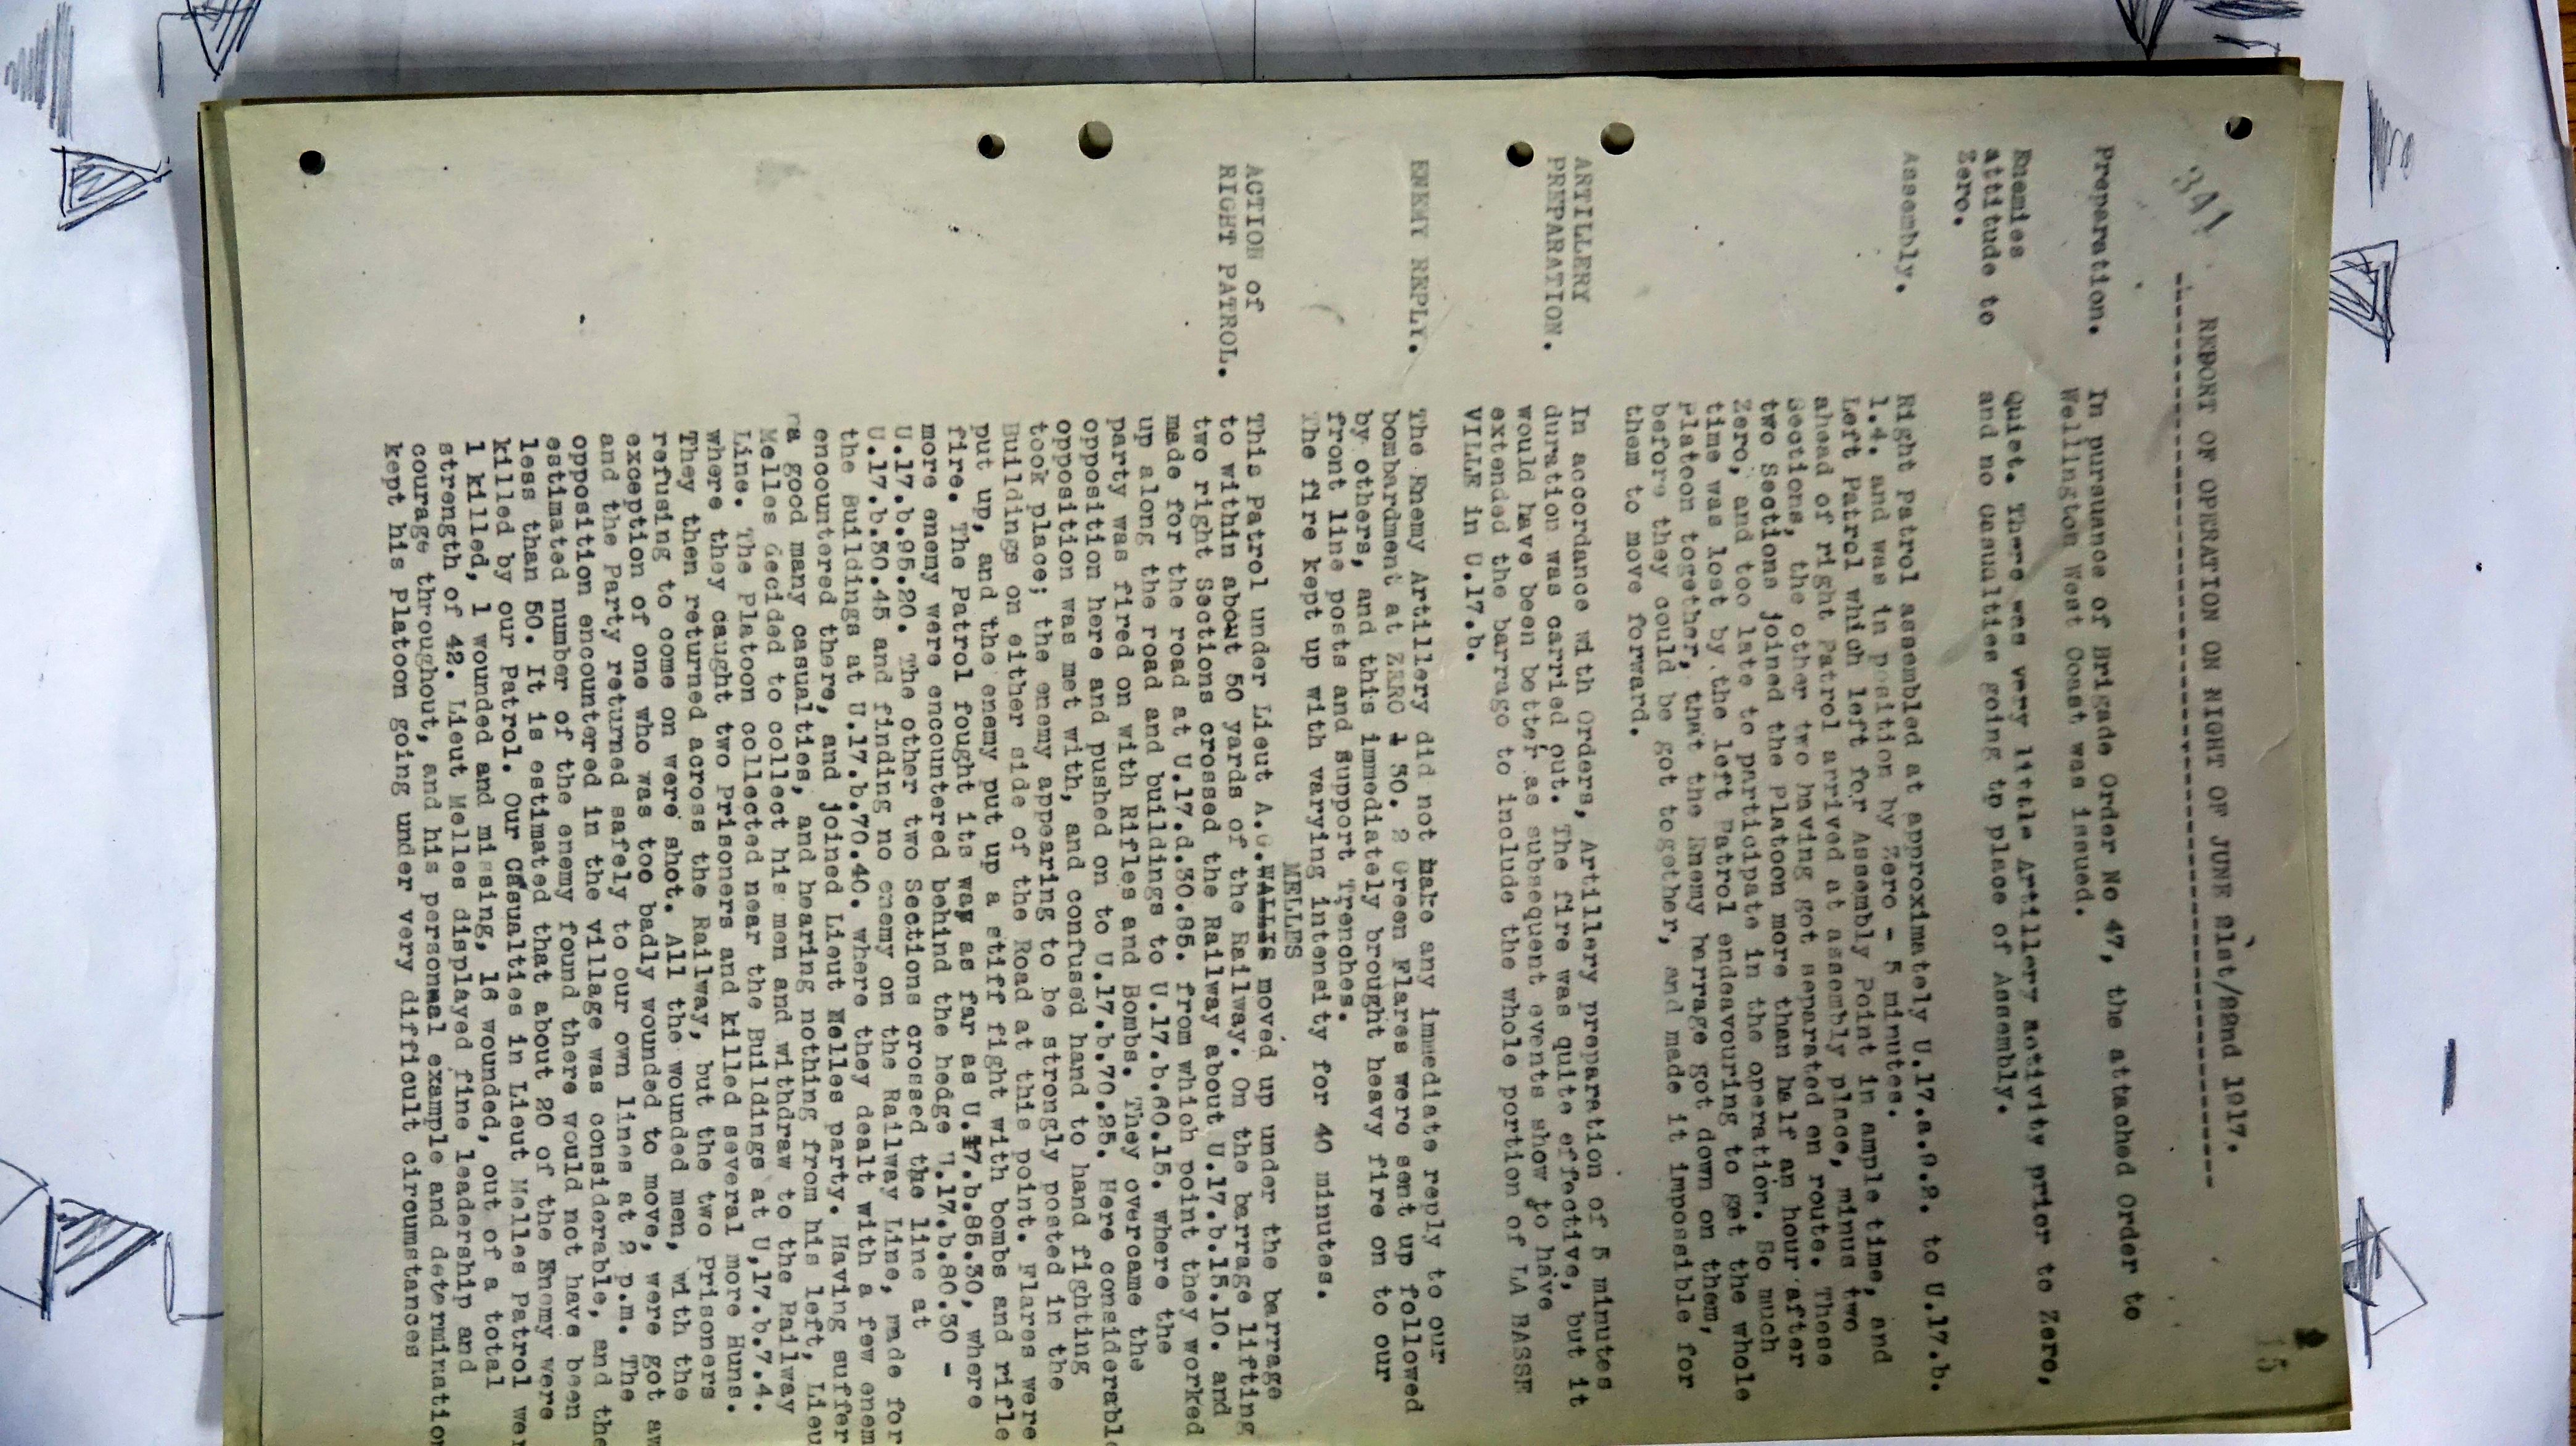 341
15
REPORT OF OPERATION ON NIGHT OF JUNE 21st/22nd 1917.
Preparation.
In pursuance of Brigade Order No 47, the attached Order to
Wellington West Coast was issued.
Enemies
attitude to
Zero.
Quiet. There was very little Artillery activity prior to Zero,
and no casualties going tp place of Assembly.
Assembly.
Right Patrol assembled at approximately U.17.a.9.2. to U.17.b.
1.4. and was in position by Zero - 5 minutes.
Left Patrol which left for Assembly Point in ample time, and
ahead of right Patrol arrived at assembly place, minus two
Sections, the other two having got separated en route. These
two Sections joined the Platoon more than half an hour after
Zero, and too late to participate in the operation. So much
time was lost by the left Patrol endeavouring to get the whole
Platoon together, that the Enemy barrage got down on them,
before they could be got together, and made it impossible for
them to move forward.
ARTILLERY
PREPARATION.
In accordance with Orders, Artillery preparation of 5 minutes
duration was carried out. The fire was quite effective, but it
would have been better as subsequent events show to have
extended the barrage to include the whole portion of LA BASSE
VILLE in U.17.b.
ENEMY REPLY.
The Enemy Artillery did not make any immediate reply to our
bombardment at ZERO 30. 2 Green Flares were sent up followed
by others, and this immediately brought heavy fire on to our
front line posts and Support Trenches.
The fire kept up with varying intensity for 40 minutes.
MELLES
ACTION of
RIGHT PATROL.
This Patrol under Lieut A.G.WALLIS moved up under the barrage
to within about 50 yards of the Railway. On the barrage lifting
two right Sections crossed the Railway about U.17.b.15.10. and
made for the road at U.17.d.30.85. from which point they worked
up along the road and buildings to U.17.b.60.15. where the
party was fired on with Rifles and Bombs. They overcame the
opposition here and pushed on to U.17.b.70.25. Here considerable
opposition was met with, and confused hand to hand fighting
took place; the enemy appearing to be strongly posted in the
Buildings on either side of the Road at this point. Flares were
put up, and the enemy put up a stiff fight with bombs and rifle
fire. The Patrol fought its way as far as U.17.b.85.30, where
more enemy were encountered behind the hedge U.17.b.80.30 -
U.17.b.95.20. The other two Sections crossed the line at
U.17.b.30.45 and finding no enemy on the Railway Line, made for
the Buildings at U.17.b.70.40. where they dealt with a few enem
encountered there, and joined Lieut Melles party. Having suffer
a good many casualties, and hearing nothing from his left, Lieu
Melles decided to collect his men and withdraw to the Railway
Line. The Platoon collected near the Buildings at U,17.b.7.4.
where they caught two Prisoners and killed several more Huns.
They then returned across the Railway, but the two Prisoners
refusing to come on were shot. All the wounded men, with the
exception of one who was too badly wounded to move, were got aw
and the Party returned safely to our own lines at 2 p.m. The
opposition encountered in the village was considerable, and the
estimated number of the enemy found there would not have been
less than 50. It is estimated that about 20 of the Enemy were
killed by our Patrol. Our Casualties in Lieut Melles Patrol wer
1 killed, 1 wounded and missing, 16 wounded, out of a total
strength of 42. Lieut Melles displayed fine leadership and
courage throughout, and his personal example and determination
kept his Platoon going under very difficult circumstances